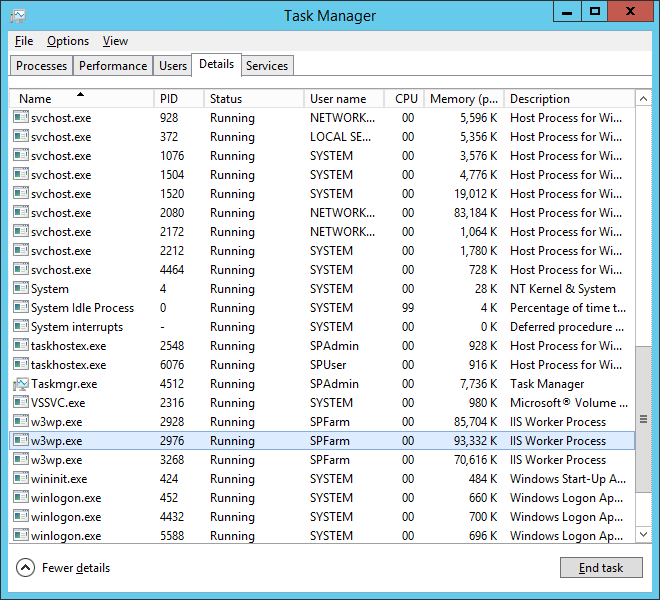 Task Manager
File Options View
Processes Performance Users Details Services
Name PID Status User name CPU Memory (p... Description
svchost.exe 928 Running NETWORK... 00 5,596 K Host Process for Wi...
svchost.exe 372 Running LOCAL SE... 00 5,356 K Host Process for Wi...
svchost.exe 1076 Running SYSTEM 00 3,576 K Host Process for Wi...
svchost.exe 1504 Running SYSTEM 00 4,776 K Host Process for Wi...
svchost.exe 1520 Running SYSTEM 00 19,012 K Host Process for Wi...
svchost.exe 2080 Running NETWORK... 00 83,184 K Host Process for Wi...
svchost.exe 2172 Running NETWORK... 00 1,064 K Host Process for Wi...
svchost.exe 2212 Running SYSTEM 00 1,780 K Host Process for Wi...
svchost.exe 4464 Running SYSTEM 00 728 K Host Process for Wi...
System 4 Running SYSTEM 00 28 K NT Kernel & System
System Idle Process 0 Running SYSTEM 99 4 K Percentage of time t...
System interrupts - Running SYSTEM 00 0 K Deferred procedure ...
taskhostex.exe 2548 Running SPAdmin 00 928 K Host Process for Wi...
taskhostex.exe 6076 Running SPUser 00 916 K Host Process for Wi...
Taskmgr.exe 4512 Running SPAdmin 00 7,736 K Task Manager
VSSVC.exe 2316 Running SYSTEM 00 980 K Microsoft® Volume ...
w3wp.exe 2928 Running SPFarm 00 85,704 K IIS Worker Process
w3wp.exe 2976 Running SPFarm 00 93,332 K IIS Worker Process
w3wp.exe 3268 Running SPFarm 00 70,616 K IIS Worker Process
wininit.exe 424 Running SYSTEM 00 484 K Windows Start-Up A...
winlogon.exe 452 Running SYSTEM 00 660 K Windows Logon Ap...
winlogon.exe 4432 Running SYSTEM 00 700 K Windows Logon Ap...
winlogon.exe 5588 Running SYSTEM 00 696 K Windows Logon Ap...
Fewer details End task